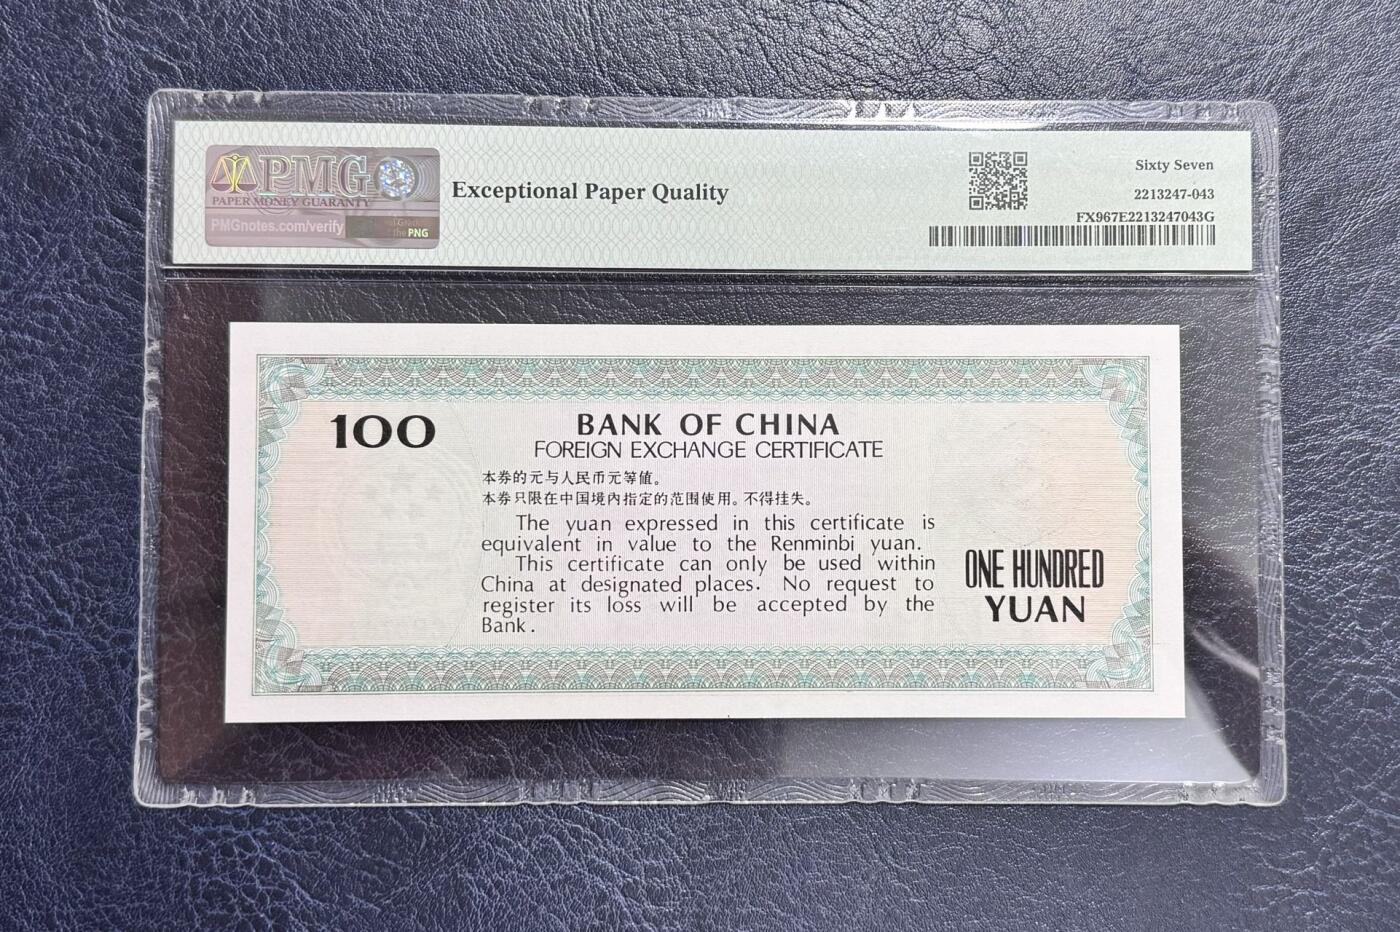 PMG
PAPER MONEY GUARANTY
PMGnotes.com/verify
the PNG
Exceptional Paper Quality
Sixty Seven
2213247-043
FX967E2213247043G
100
BANK OF CHINA
FOREIGN EXCHANGE CERTIFICATE
本券的元与人民币元等值。
本券只限在中国境内指定的范围使用。不得挂失。
The yuan expressed in this certificate is
equivalent in value to the Renminbi yuan.
This certificate can only be used within
China at designated places. No request to
register its loss will be accepted by the
Bank.
ONE HUNDRED
YUAN